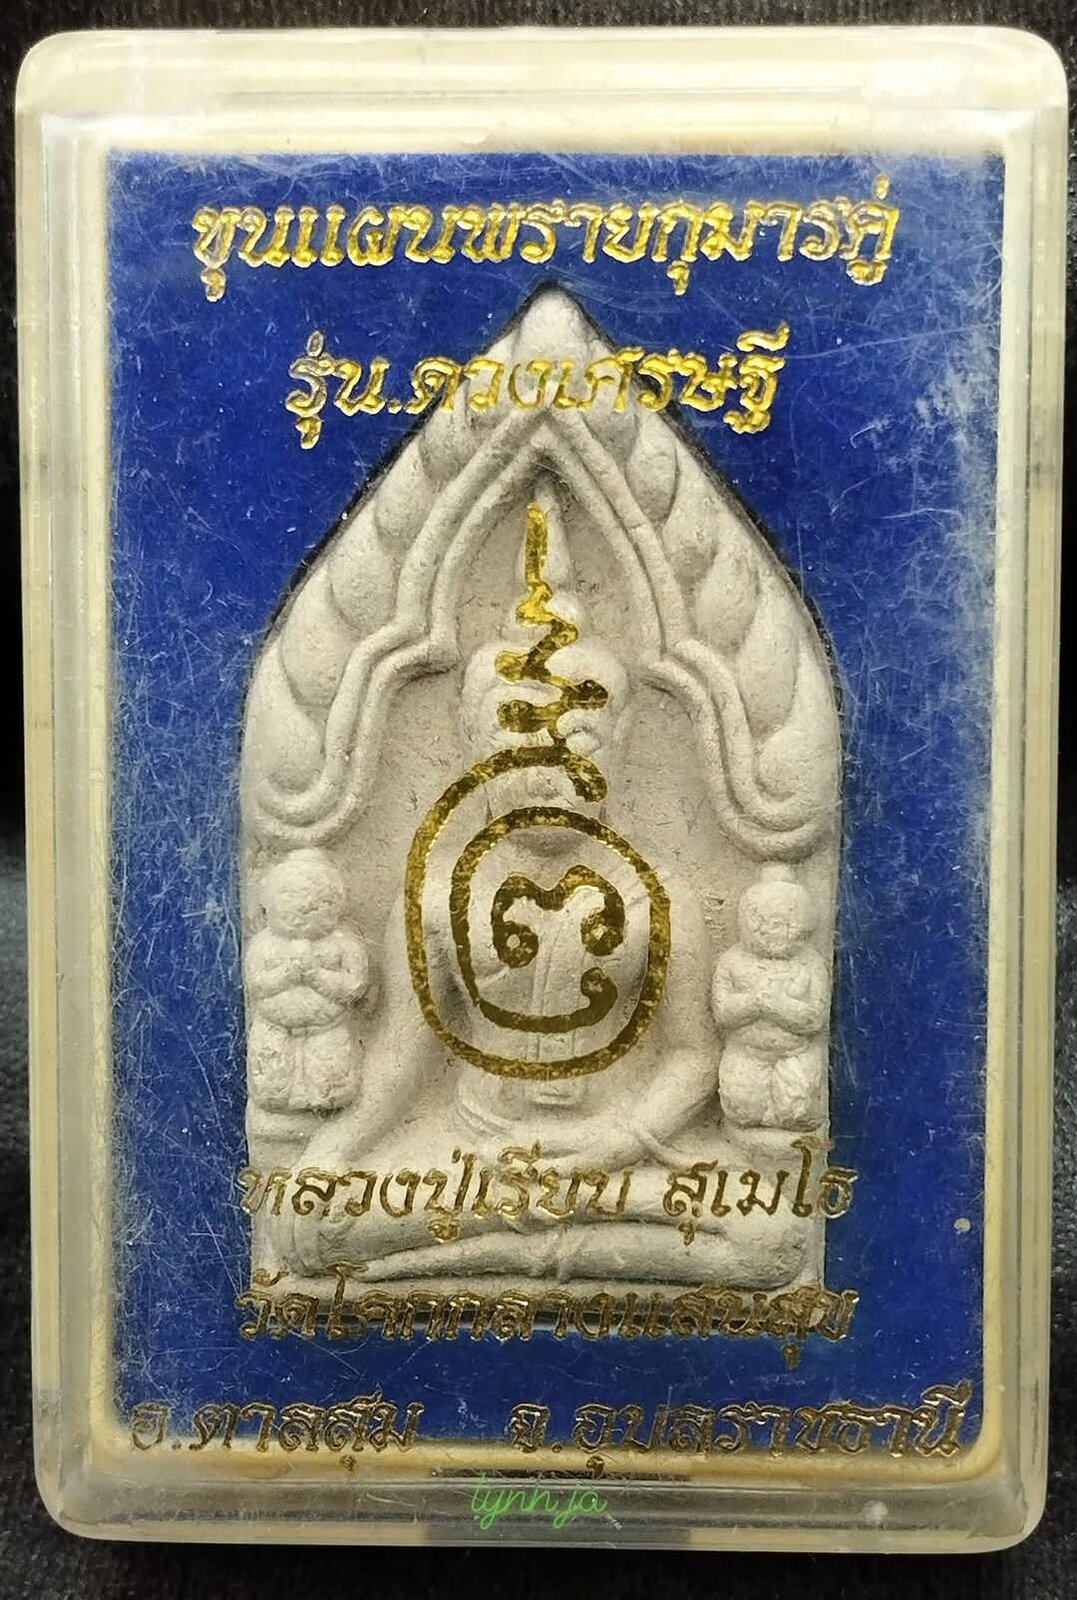 ขุนแผนพรายกุมารคู่
รุ่น.ดวงเศรษฐี
หลวงปู่เรียบ สุเมโธ
วัดโคกกลางแสนสุข
อ.ตาลสุม จ.อุบลราชธานี
lynn.ja